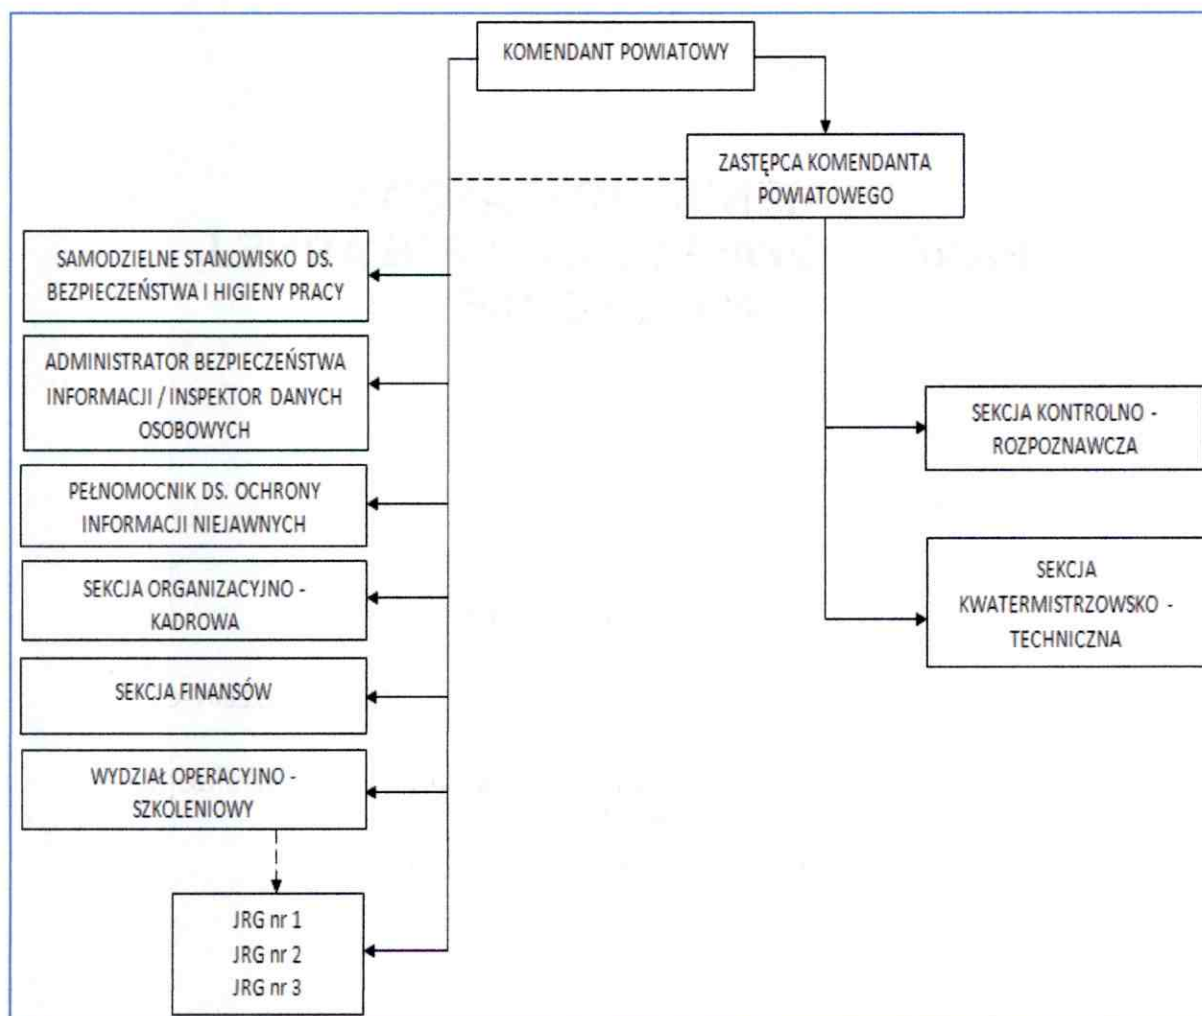 KOMENDANT POWIATOWY
ZASTĘPCA KOMENDANTA
POWIATOWEGO
SAMODZIELNE STANOWISKO DS.
BEZPIECZEŃSTWA I HIGIENY PRACY
ADMINISTRATOR BEZPIECZEŃSTWA
INFORMACJI / INSPEKTOR DANYCH
OSOBOWYCH
PEŁNOMOCNIK DS. OCHRONY
INFORMACJI NIEJAWNYCH
SEKCJA ORGANIZACYJNO -
KADROWA
SEKCJA FINANSÓW
WYDZIAŁ OPERACYJNO -
SZKOLENIOWY
JRG nr 1
JRG nr 2
JRG nr 3
SEKCJA KONTROLNO -
ROZPOZNAWCZA
SEKCJA
KWATERMISTRZOWSKO -
TECHNICZNA